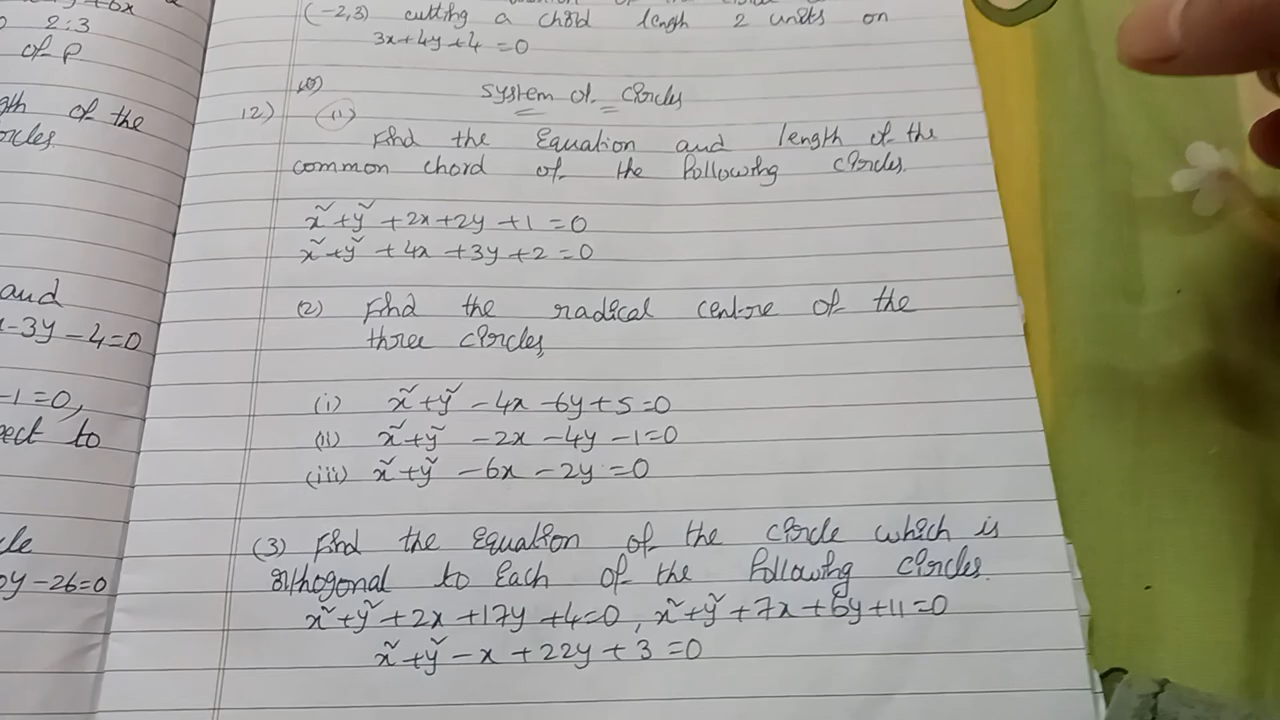 2:3
of P
of the
and
-3y - 4 = 0
-1 = 0,
to
y - 26 = 0
(-2,3) cutting a chord length 2 units on
3x+4y+4 = 0
System of Circles
12) (1)
Find the Equation and length of the
common chord of the following circles.
x²+y² +2x+2y +1 = 0
x²+y² +4x +3y +2 = 0
(2) Find the radical centre of the
three circles,
(i) x²+y² -4x -6y +5 = 0
(ii) x²+y² -2x -4y -1 = 0
(iii) x²+y² -6x -2y = 0
(3) Find the Equation of the circle which is
orthogonal to Each of the following circles.
x²+y²+2x+17y+4=0, x²+y²+7x+6y+11=0
x²+y² -x +22y +3 = 0